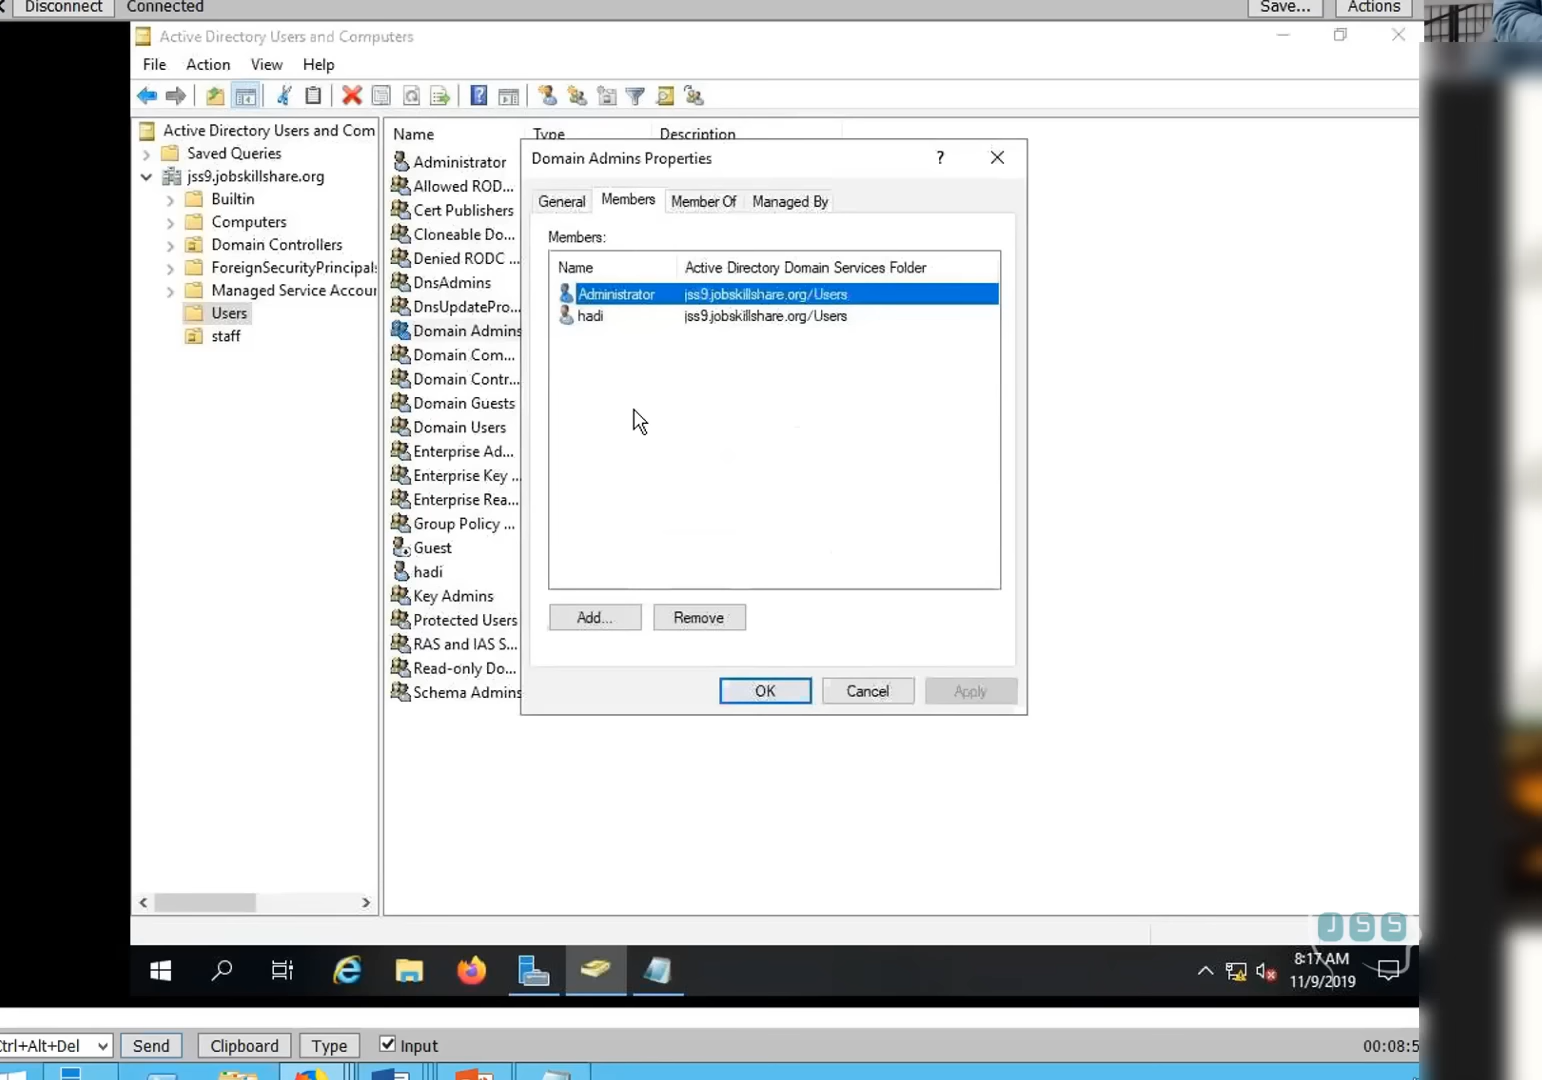 Disconnect Connected Save... Actions
Active Directory Users and Computers
File Action View Help
Active Directory Users and Com
Saved Queries
jss9.jobskillshare.org
Builtin
Computers
Domain Controllers
ForeignSecurityPrincipals
Managed Service Accoun
Users
staff
Name Type Description
Administrator
Allowed ROD...
Cert Publishers
Cloneable Do...
Denied RODC ...
DnsAdmins
DnsUpdatePro...
Domain Admins
Domain Com...
Domain Contr...
Domain Guests
Domain Users
Enterprise Ad...
Enterprise Key ...
Enterprise Rea...
Group Policy ...
Guest
hadi
Key Admins
Protected Users
RAS and IAS S...
Read-only Do...
Schema Admins
Domain Admins Properties
General Members Member Of Managed By
Members:
Name Active Directory Domain Services Folder
Administrator jss9.jobskillshare.org/Users
hadi jss9.jobskillshare.org/Users
Add... Remove
OK Cancel Apply
JSS
8:17 AM
11/9/2019
Ctrl+Alt+Del Send Clipboard Type Input 00:08:5